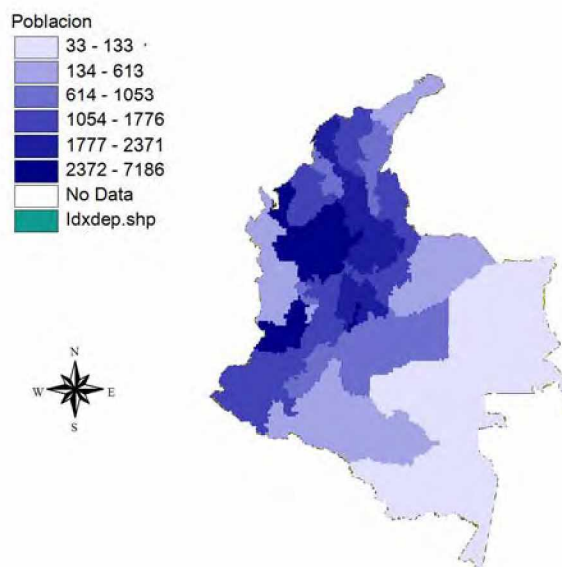 Poblacion
33 - 133
134 - 613
614 - 1053
1054 - 1776
1777 - 2371
2372 - 7186
No Data
Idxdep.shp
N
W E
S